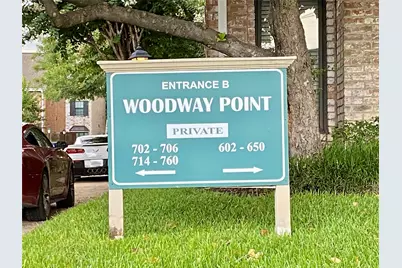 ENTRANCE B
WOODWAY POINT
PRIVATE
702 - 706 602 - 650
714 - 760